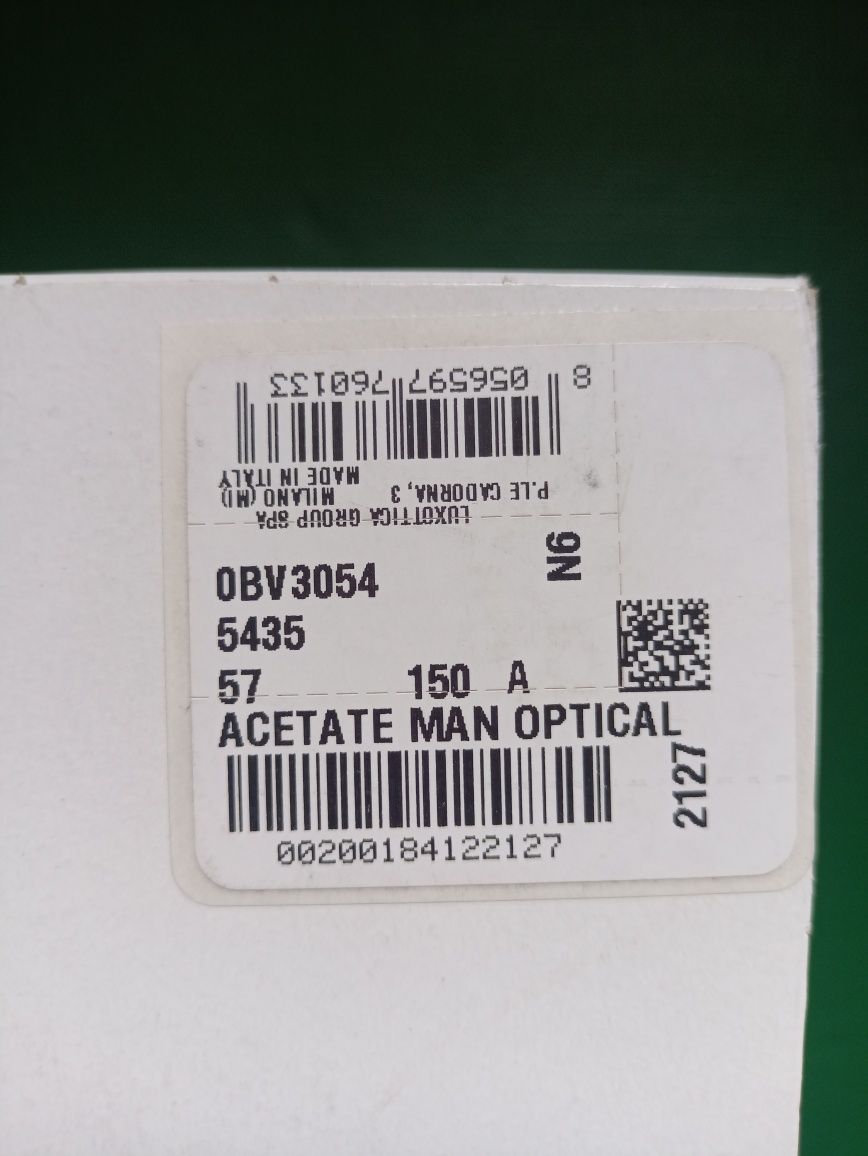 8 056597 760133
LUXOTTICA GROUP SPA
P.LE CADORNA, 3 MILANO (MI)
MADE IN ITALY
N6
0BV3054
5435
57 150 A
ACETATE MAN OPTICAL
2127
00200184122127